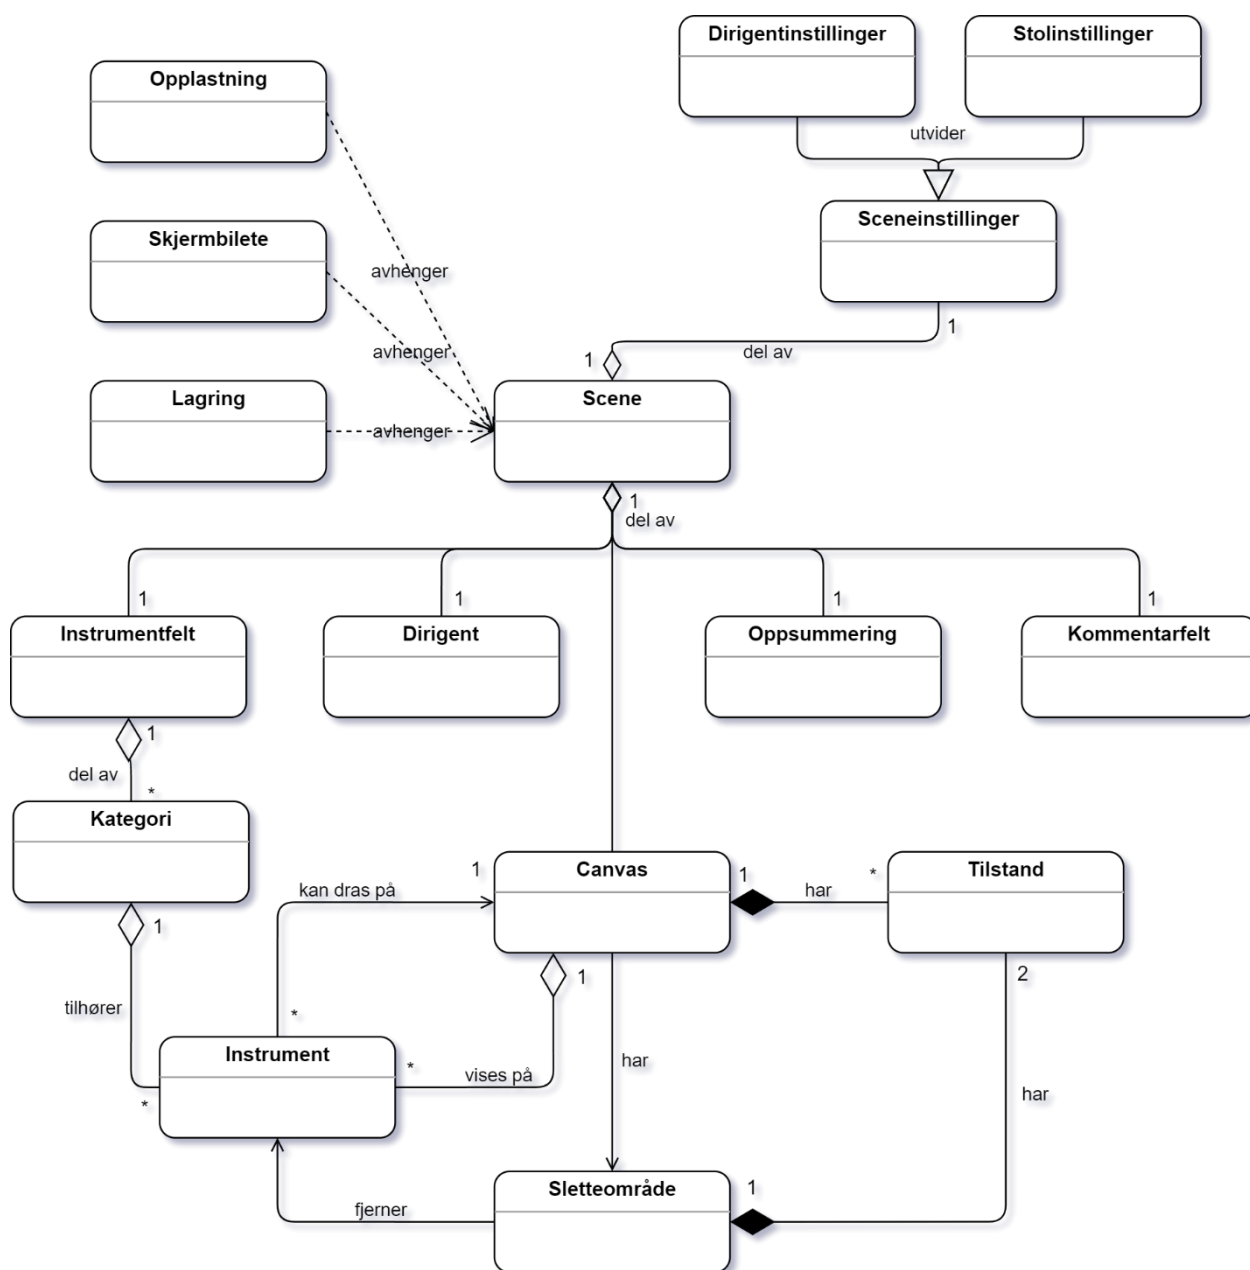 Dirigentinstillinger
Stolinstillinger
Opplastning
utvider
Sceneinstillinger
Skjermbilete
avhenger
1
avhenger
1
del av
Scene
Lagring
avhenger
1
del av
1
1
1
1
Instrumentfelt
Dirigent
Oppsummering
Kommentarfelt
1
del av
*
Kategori
1
Canvas
1
har
*
Tilstand
kan dras på
1
1
2
tilhører
*
Instrument
*
vises på
har
har
*
Sletteområde
1
fjerner